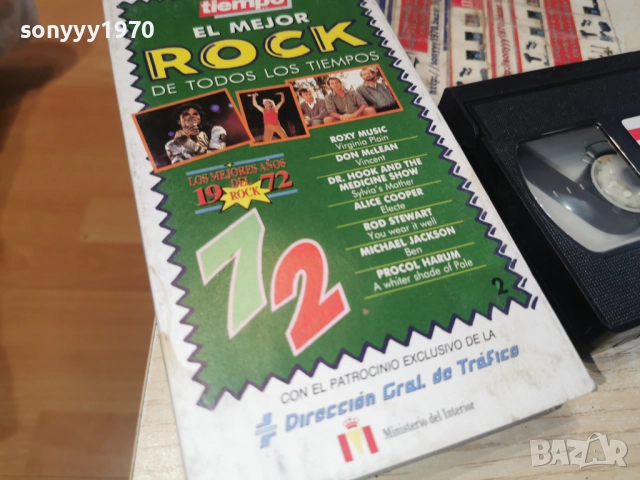 sonyyy1970
tiempo
EL MEJOR
ROCK
DE TODOS LOS TIEMPOS
LOS MEJORES AÑOS
19 DEL 72
ROCK
ROXY MUSIC
Virginia Plain
DON McLEAN
Vincent
DR. HOOK AND THE
MEDICINE SHOW
Sylvia's Mother
ALICE COOPER
Electe
ROD STEWART
You wear it well
MICHAEL JACKSON
Ben
PROCOL HARUM
A whiter shade of Pale
72
2
CON EL PATROCINIO EXCLUSIVO DE LA
Dirección Gral. de Tráfico
Ministerio del Interior
BAZAR